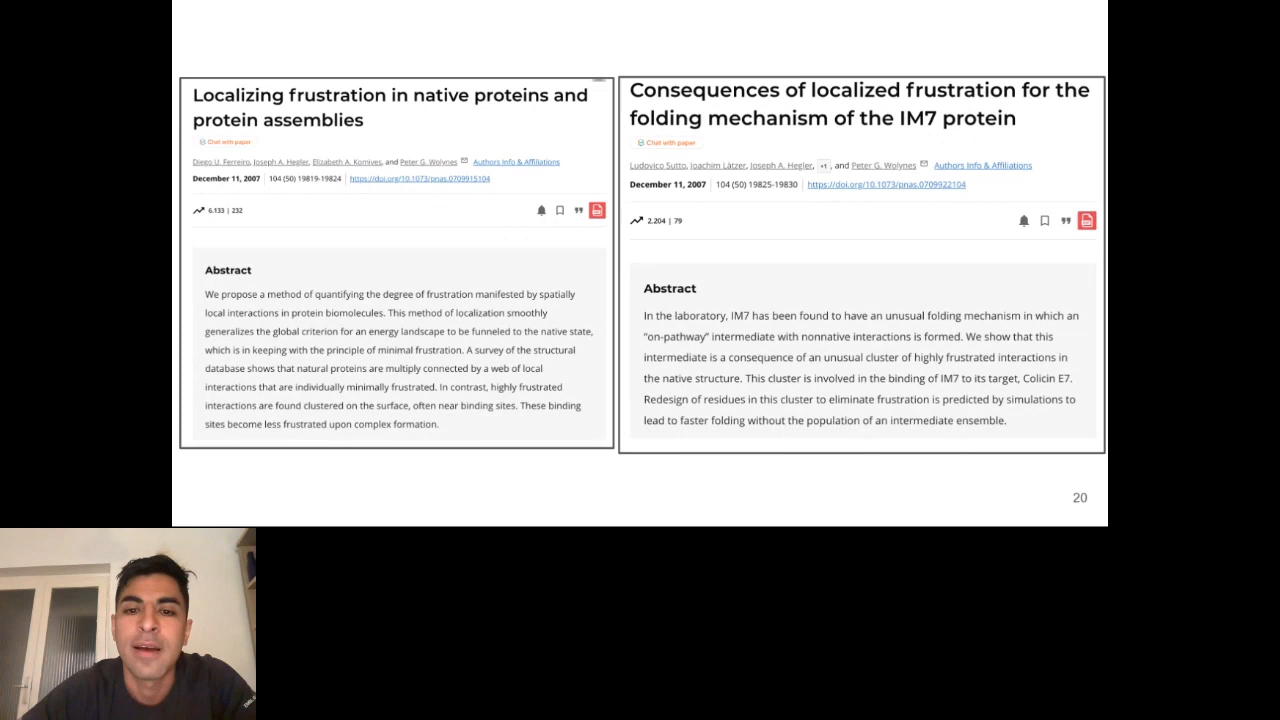 Localizing frustration in native proteins and
protein assemblies
Chat with paper
Diego U. Ferreiro, Joseph A. Hegler, Elizabeth A. Komives, and Peter G. Wolynes Authors Info & Affiliations
December 11, 2007 104 (50) 19819-19824 https://doi.org/10.1073/pnas.0709915104
6.133 | 232
Abstract
We propose a method of quantifying the degree of frustration manifested by spatially
local interactions in protein biomolecules. This method of localization smoothly
generalizes the global criterion for an energy landscape to be funneled to the native state,
which is in keeping with the principle of minimal frustration. A survey of the structural
database shows that natural proteins are multiply connected by a web of local
interactions that are individually minimally frustrated. In contrast, highly frustrated
interactions are found clustered on the surface, often near binding sites. These binding
sites become less frustrated upon complex formation.
Consequences of localized frustration for the
folding mechanism of the IM7 protein
Chat with paper
Ludovico Sutto, Joachim Lätzer, Joseph A. Hegler, +1, and Peter G. Wolynes Authors Info & Affiliations
December 11, 2007 104 (50) 19825-19830 https://doi.org/10.1073/pnas.0709922104
2.204 | 79
Abstract
In the laboratory, IM7 has been found to have an unusual folding mechanism in which an
“on-pathway” intermediate with nonnative interactions is formed. We show that this
intermediate is a consequence of an unusual cluster of highly frustrated interactions in
the native structure. This cluster is involved in the binding of IM7 to its target, Colicin E7.
Redesign of residues in this cluster to eliminate frustration is predicted by simulations to
lead to faster folding without the population of an intermediate ensemble.
20